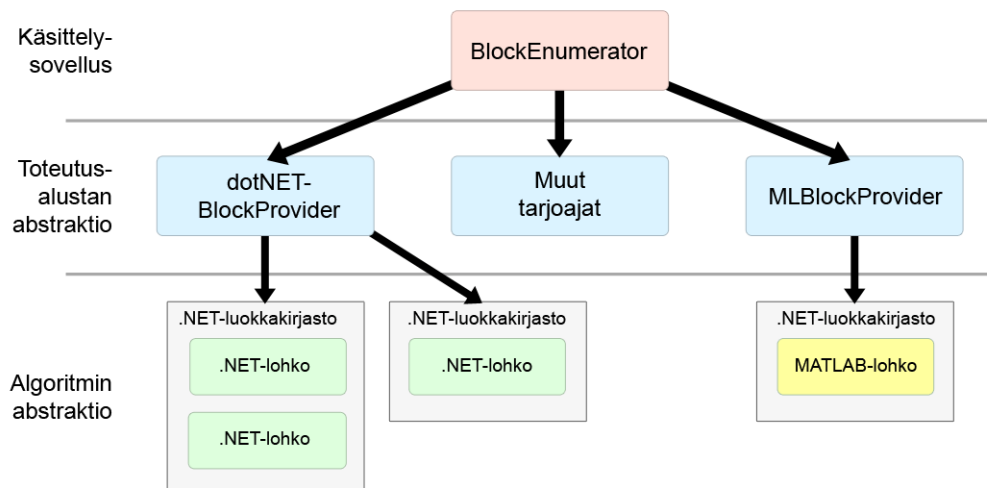 Käsittely-
sovellus
BlockEnumerator
Toteutus-
alustan
abstraktio
dotNET-
BlockProvider
Muut
tarjoajat
MLBlockProvider
Algoritmin
abstraktio
.NET-luokkakirjasto
.NET-lohko
.NET-lohko
.NET-luokkakirjasto
.NET-lohko
.NET-luokkakirjasto
MATLAB-lohko